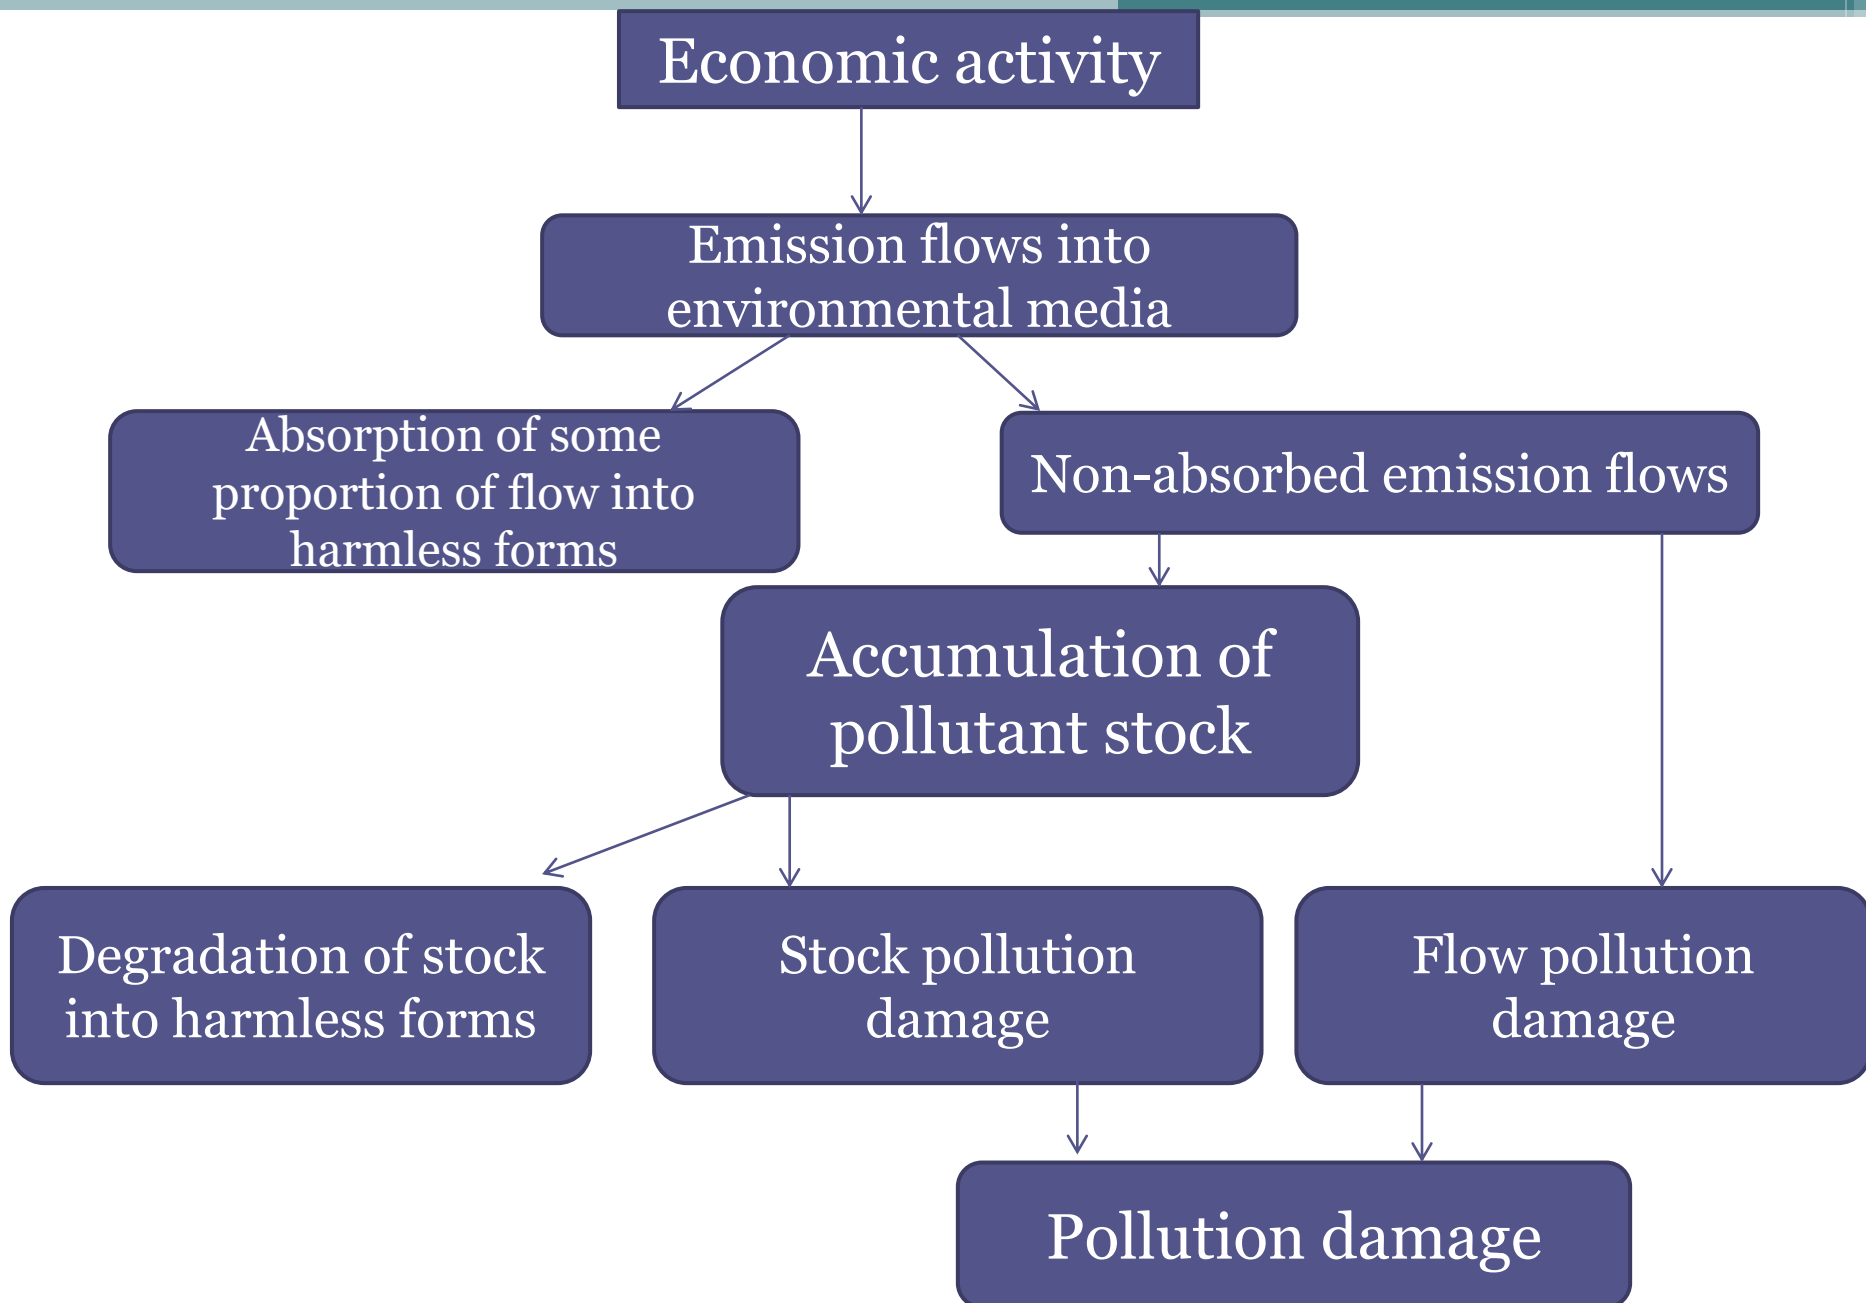 Economic activity
Emission flows into
environmental media
Absorption of some
proportion of flow into
harmless forms
Non-absorbed emission flows
Accumulation of
pollutant stock
Degradation of stock
into harmless forms
Stock pollution
damage
Flow pollution
damage
Pollution damage